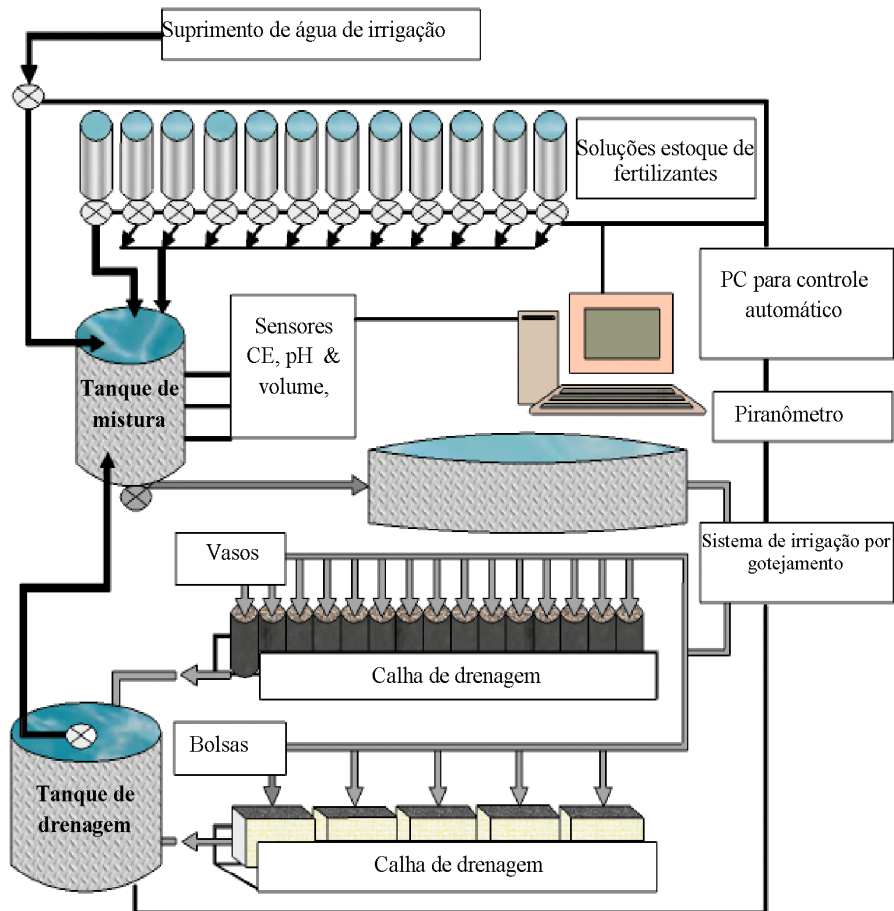 Suprimento de água de irrigação
Soluções estoque de
fertilizantes
PC para controle
automático
Sensores
CE, pH & 
volume,
Tanque de
mistura
Piranômetro
Sistema de irrigação por
gotejamento
Vasos
Calha de drenagem
Bolsas
Tanque de
drenagem
Calha de drenagem